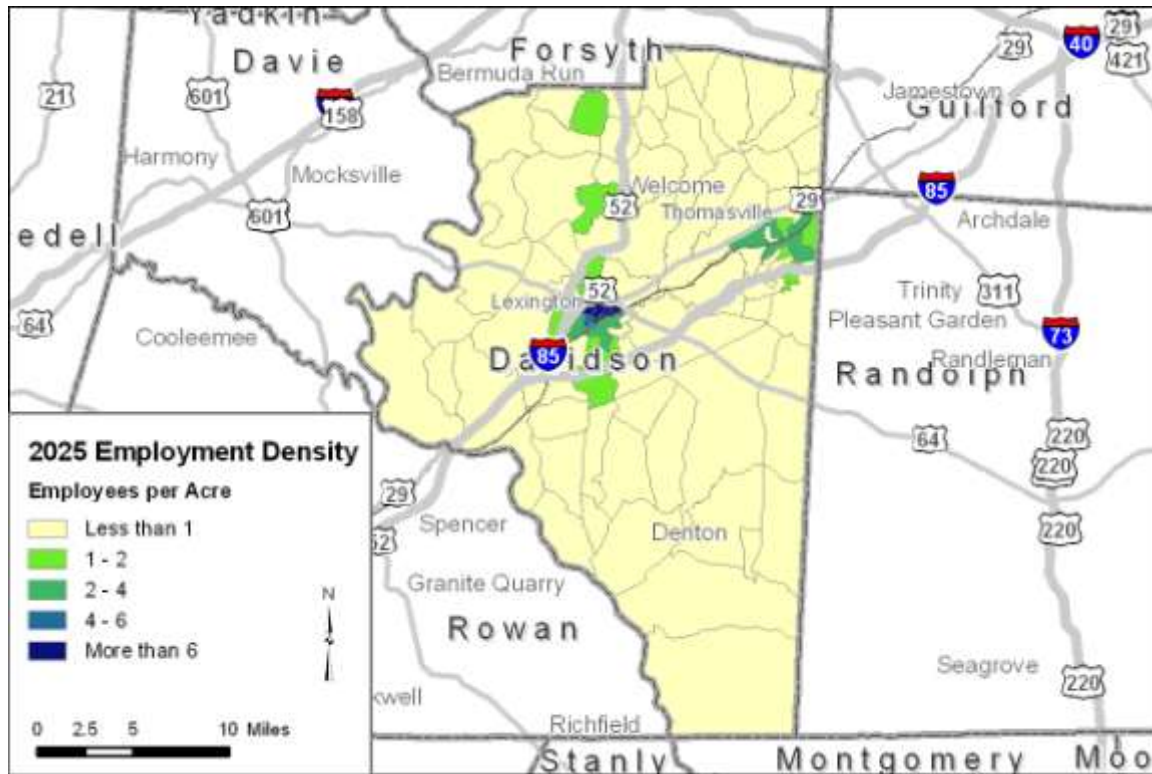 Yadkin
Forsyth
29
40
29
421
Davie
Bermuda Run
21
601
158
Jamestown
Guilford
Harmony
Mocksville
Welcome
85
601
52
Thomasville
29
Archdale
edell
Lexington
52
Trinity
311
64
Cooleemee
Pleasant Garden
73
85
Davidson
Randleman
Randolph
2025 Employment Density
Employees per Acre
Less than 1
1 - 2
2 - 4
4 - 6
More than 6
N
0 2.5 5 10 Miles
64
220
220
29
Spencer
220
52
Denton
Granite Quarry
Rowan
Seagrove
220
kwell
Richfield
Stanly
Montgomery
Moo